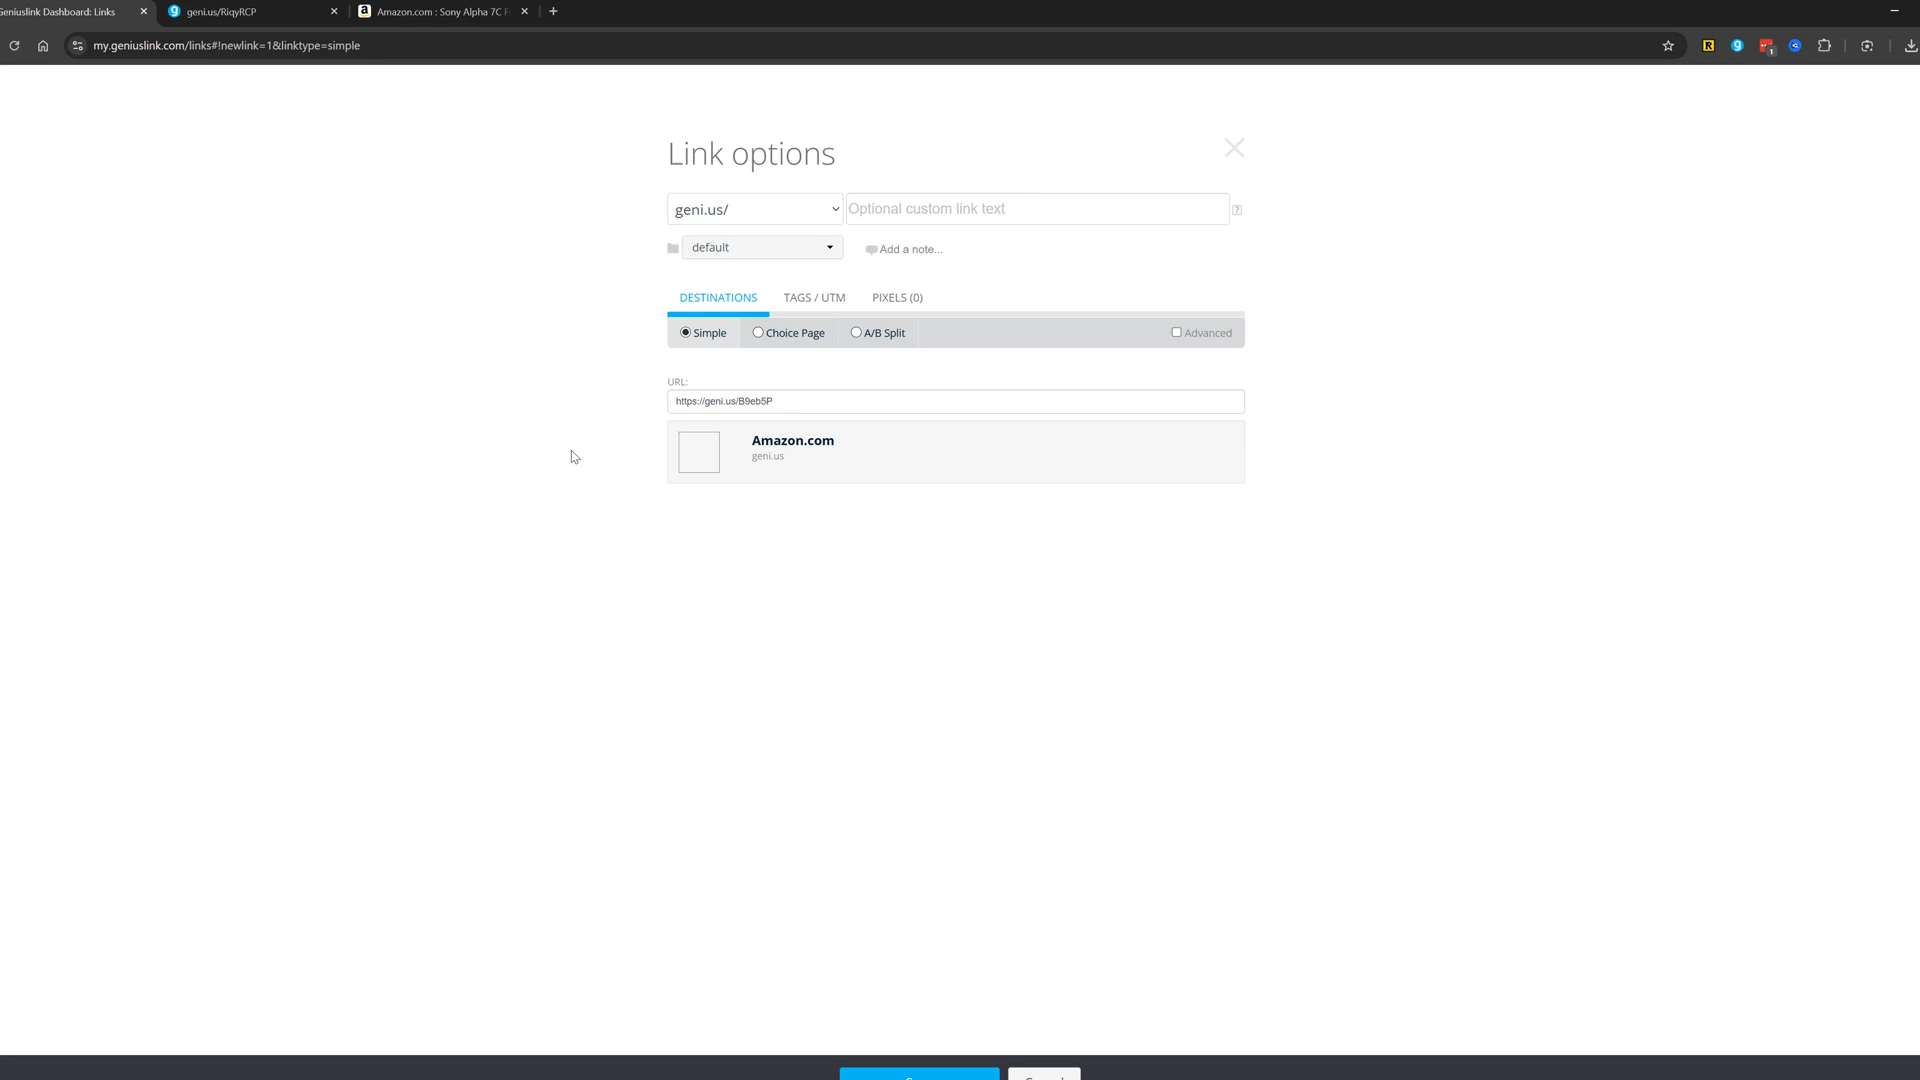 Geniuslink Dashboard: Links
geni.us/RiqyRCP
Amazon.com : Sony Alpha 7C F
my.geniuslink.com/links#!newlink=1&linktype=simple
1
Link options
geni.us/
Optional custom link text
?
default
Add a note...
DESTINATIONS
TAGS / UTM
PIXELS (0)
Simple
Choice Page
A/B Split
Advanced
URL:
https://geni.us/B9eb5P
Amazon.com
geni.us